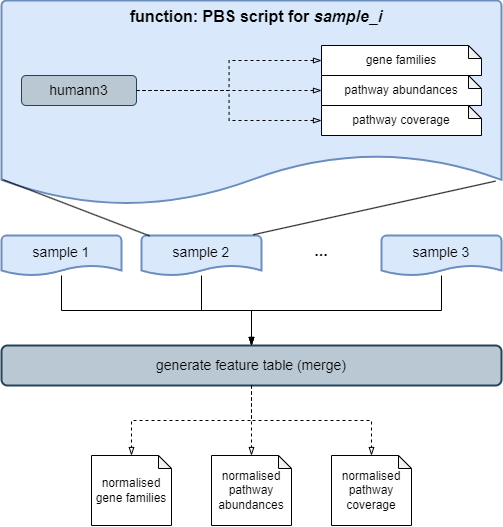 function: PBS script for sample_i
gene families
humann3
pathway abundances
pathway coverage
sample 1
sample 2
...
sample 3
generate feature table (merge)
normalised
gene families
normalised
pathway
abundances
normalised
pathway
coverage